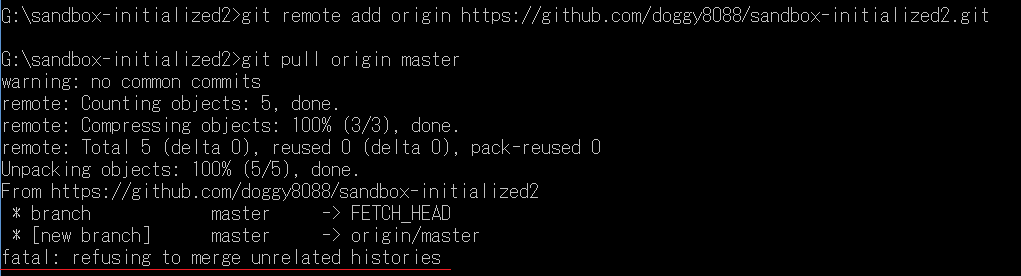 G:\sandbox-initialized2>git remote add origin https://github.com/doggy8088/sandbox-initialized2.git
G:\sandbox-initialized2>git pull origin master
warning: no common commits
remote: Counting objects: 5, done.
remote: Compressing objects: 100% (3/3), done.
remote: Total 5 (delta 0), reused 0 (delta 0), pack-reused 0
Unpacking objects: 100% (5/5), done.
From https://github.com/doggy8088/sandbox-initialized2
 * branch            master     -> FETCH_HEAD
 * [new branch]      master     -> origin/master
fatal: refusing to merge unrelated histories